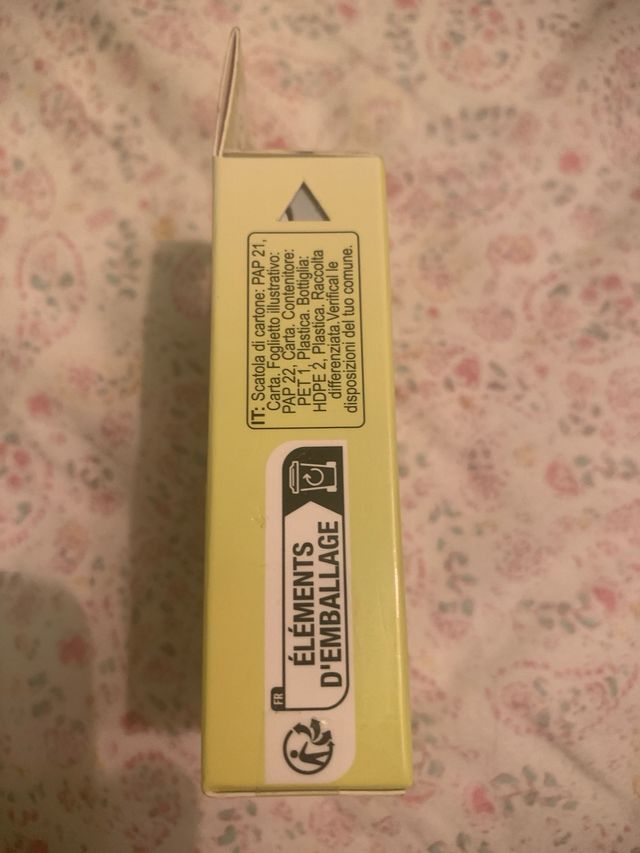 IT: Scatola di cartone: PAP 21,
Carta. Foglietto illustrativo:
PAP 22, Carta. Contenitore:
PET 1, Plastica. Bottiglia:
HDPE 2, Plastica. Raccolta
differenziata.Verifical le
disposizioni del tuo comune.
FR
ÉLÉMENTS
D'EMBALLAGE